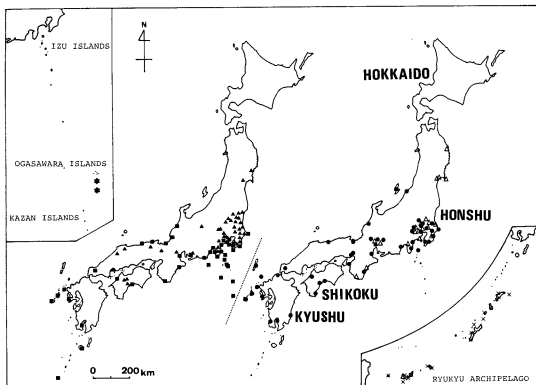 IZU ISLANDS
N
OGASAWARA ISLANDS
KAZAN ISLANDS
HOKKAIDO
HONSHU
SHIKOKU
KYUSHU
0 200 km
RYUKYU ARCHIPELAGO